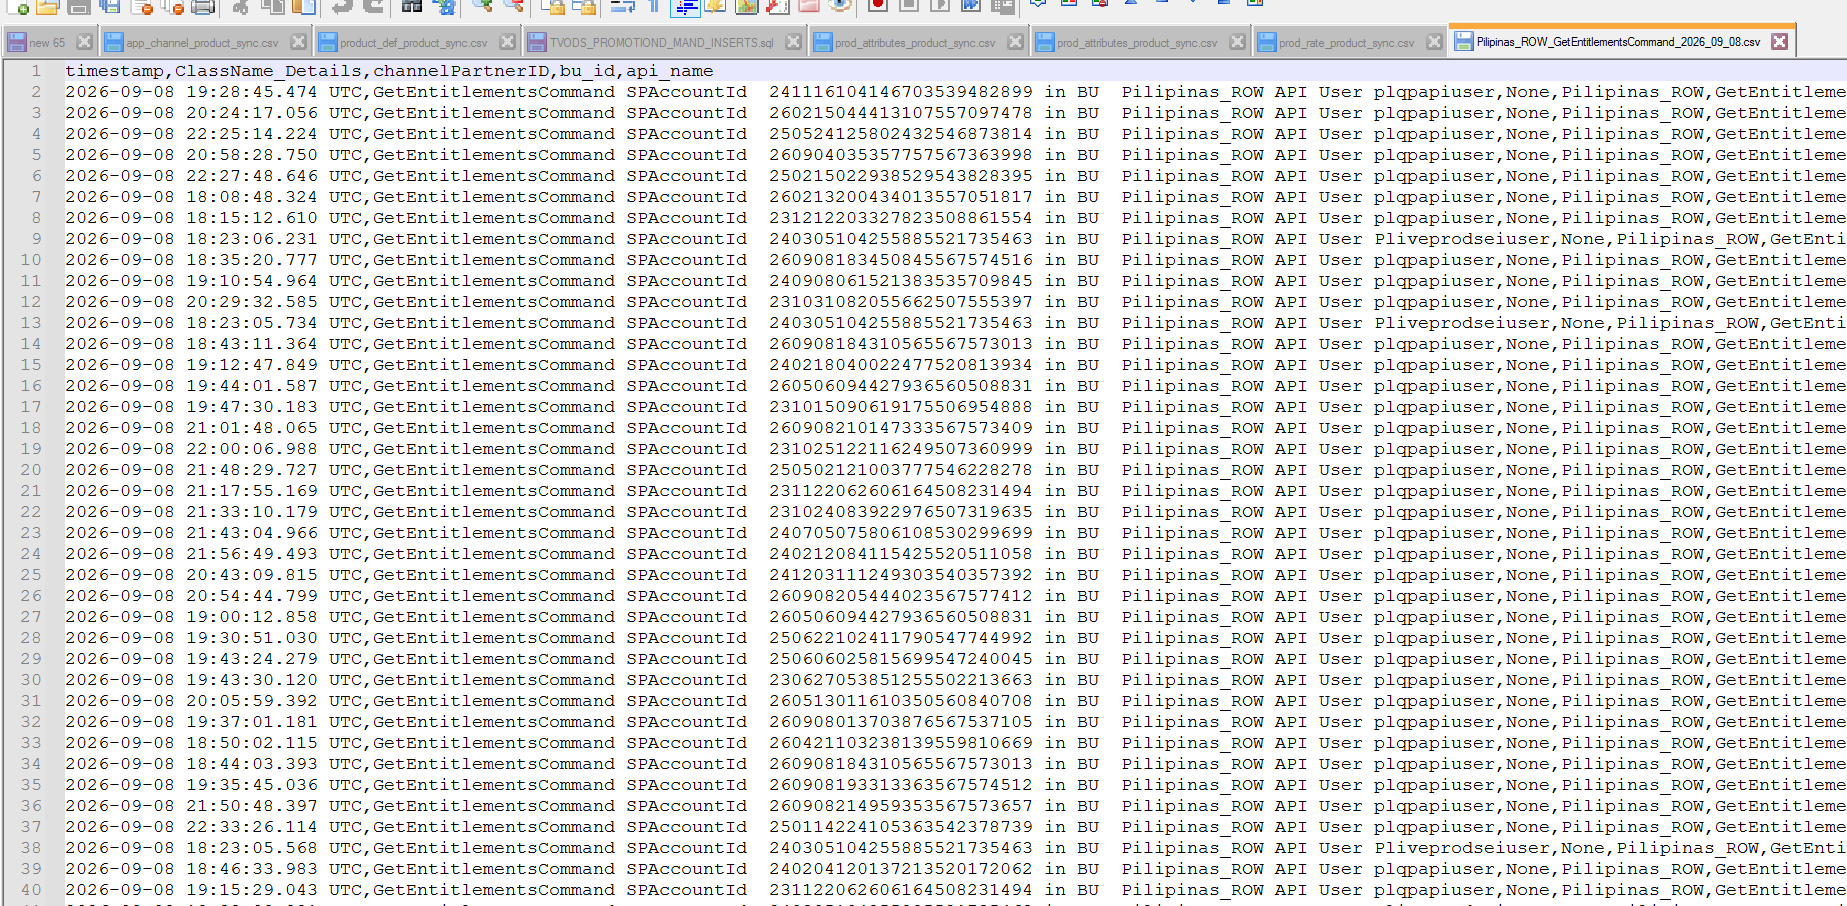 new 65 app_channel_product_sync.csv product_def_product_sync.csv TVODS_PROMOTIOND_MAND_INSERTS.sql prod_attributes_product_sync.csv prod_attributes_product_sync.csv prod_rate_product_sync.csv Pilipinas_ROW_GetEntitlementsCommand_2026_09_08.csv
1 timestamp,ClassName_Details,channelPartnerID,bu_id,api_name
2 2026-09-08 19:28:45.474 UTC,GetEntitlementsCommand SPAccountId 241116104146703539482899 in BU Pilipinas_ROW API User plqpapiuser,None,Pilipinas_ROW,GetEntitleme
3 2026-09-08 20:24:17.056 UTC,GetEntitlementsCommand SPAccountId 260215044413107557097478 in BU Pilipinas_ROW API User plqpapiuser,None,Pilipinas_ROW,GetEntitleme
4 2026-09-08 22:25:14.224 UTC,GetEntitlementsCommand SPAccountId 250524125802432546873814 in BU Pilipinas_ROW API User plqpapiuser,None,Pilipinas_ROW,GetEntitleme
5 2026-09-08 20:58:28.750 UTC,GetEntitlementsCommand SPAccountId 260904035357757567363998 in BU Pilipinas_ROW API User plqpapiuser,None,Pilipinas_ROW,GetEntitleme
6 2026-09-08 22:27:48.646 UTC,GetEntitlementsCommand SPAccountId 250215022938529543828395 in BU Pilipinas_ROW API User plqpapiuser,None,Pilipinas_ROW,GetEntitleme
7 2026-09-08 18:08:48.324 UTC,GetEntitlementsCommand SPAccountId 260213200434013557051817 in BU Pilipinas_ROW API User plqpapiuser,None,Pilipinas_ROW,GetEntitleme
8 2026-09-08 18:15:12.610 UTC,GetEntitlementsCommand SPAccountId 231212203327823508861554 in BU Pilipinas_ROW API User plqpapiuser,None,Pilipinas_ROW,GetEntitleme
9 2026-09-08 18:23:06.231 UTC,GetEntitlementsCommand SPAccountId 240305104255885521735463 in BU Pilipinas_ROW API User Pliveprodseiuser,None,Pilipinas_ROW,GetEnti
10 2026-09-08 18:35:20.777 UTC,GetEntitlementsCommand SPAccountId 260908183450845567574516 in BU Pilipinas_ROW API User plqpapiuser,None,Pilipinas_ROW,GetEntitleme
11 2026-09-08 19:10:54.964 UTC,GetEntitlementsCommand SPAccountId 240908061521383535709845 in BU Pilipinas_ROW API User plqpapiuser,None,Pilipinas_ROW,GetEntitleme
12 2026-09-08 20:29:32.585 UTC,GetEntitlementsCommand SPAccountId 231031082055662507555397 in BU Pilipinas_ROW API User plqpapiuser,None,Pilipinas_ROW,GetEntitleme
13 2026-09-08 18:23:05.734 UTC,GetEntitlementsCommand SPAccountId 240305104255885521735463 in BU Pilipinas_ROW API User Pliveprodseiuser,None,Pilipinas_ROW,GetEnti
14 2026-09-08 18:43:11.364 UTC,GetEntitlementsCommand SPAccountId 260908184310565567573013 in BU Pilipinas_ROW API User plqpapiuser,None,Pilipinas_ROW,GetEntitleme
15 2026-09-08 19:12:47.849 UTC,GetEntitlementsCommand SPAccountId 240218040022477520813934 in BU Pilipinas_ROW API User plqpapiuser,None,Pilipinas_ROW,GetEntitleme
16 2026-09-08 19:44:01.587 UTC,GetEntitlementsCommand SPAccountId 260506094427936560508831 in BU Pilipinas_ROW API User plqpapiuser,None,Pilipinas_ROW,GetEntitleme
17 2026-09-08 19:47:30.183 UTC,GetEntitlementsCommand SPAccountId 231015090619175506954888 in BU Pilipinas_ROW API User plqpapiuser,None,Pilipinas_ROW,GetEntitleme
18 2026-09-08 21:01:48.065 UTC,GetEntitlementsCommand SPAccountId 260908210147333567573409 in BU Pilipinas_ROW API User plqpapiuser,None,Pilipinas_ROW,GetEntitleme
19 2026-09-08 22:00:06.988 UTC,GetEntitlementsCommand SPAccountId 231025122116249507360999 in BU Pilipinas_ROW API User plqpapiuser,None,Pilipinas_ROW,GetEntitleme
20 2026-09-08 21:48:29.727 UTC,GetEntitlementsCommand SPAccountId 250502121003777546228278 in BU Pilipinas_ROW API User plqpapiuser,None,Pilipinas_ROW,GetEntitleme
21 2026-09-08 21:17:55.169 UTC,GetEntitlementsCommand SPAccountId 231122062606164508231494 in BU Pilipinas_ROW API User plqpapiuser,None,Pilipinas_ROW,GetEntitleme
22 2026-09-08 21:33:10.179 UTC,GetEntitlementsCommand SPAccountId 231024083922976507319635 in BU Pilipinas_ROW API User plqpapiuser,None,Pilipinas_ROW,GetEntitleme
23 2026-09-08 21:43:04.966 UTC,GetEntitlementsCommand SPAccountId 240705075806108530299699 in BU Pilipinas_ROW API User plqpapiuser,None,Pilipinas_ROW,GetEntitleme
24 2026-09-08 21:56:49.493 UTC,GetEntitlementsCommand SPAccountId 240212084115425520511058 in BU Pilipinas_ROW API User plqpapiuser,None,Pilipinas_ROW,GetEntitleme
25 2026-09-08 20:43:09.815 UTC,GetEntitlementsCommand SPAccountId 241203111249303540357392 in BU Pilipinas_ROW API User plqpapiuser,None,Pilipinas_ROW,GetEntitleme
26 2026-09-08 20:54:44.799 UTC,GetEntitlementsCommand SPAccountId 260908205444023567577412 in BU Pilipinas_ROW API User plqpapiuser,None,Pilipinas_ROW,GetEntitleme
27 2026-09-08 19:00:12.858 UTC,GetEntitlementsCommand SPAccountId 260506094427936560508831 in BU Pilipinas_ROW API User plqpapiuser,None,Pilipinas_ROW,GetEntitleme
28 2026-09-08 19:30:51.030 UTC,GetEntitlementsCommand SPAccountId 250622102411790547744992 in BU Pilipinas_ROW API User plqpapiuser,None,Pilipinas_ROW,GetEntitleme
29 2026-09-08 19:43:24.279 UTC,GetEntitlementsCommand SPAccountId 250606025815699547240045 in BU Pilipinas_ROW API User plqpapiuser,None,Pilipinas_ROW,GetEntitleme
30 2026-09-08 19:43:30.120 UTC,GetEntitlementsCommand SPAccountId 230627053851255502213663 in BU Pilipinas_ROW API User plqpapiuser,None,Pilipinas_ROW,GetEntitleme
31 2026-09-08 20:05:59.392 UTC,GetEntitlementsCommand SPAccountId 260513011610350560840708 in BU Pilipinas_ROW API User plqpapiuser,None,Pilipinas_ROW,GetEntitleme
32 2026-09-08 19:37:01.181 UTC,GetEntitlementsCommand SPAccountId 260908013703876567537105 in BU Pilipinas_ROW API User plqpapiuser,None,Pilipinas_ROW,GetEntitleme
33 2026-09-08 18:50:02.115 UTC,GetEntitlementsCommand SPAccountId 260421103238139559810669 in BU Pilipinas_ROW API User plqpapiuser,None,Pilipinas_ROW,GetEntitleme
34 2026-09-08 18:44:03.393 UTC,GetEntitlementsCommand SPAccountId 260908184310565567573013 in BU Pilipinas_ROW API User plqpapiuser,None,Pilipinas_ROW,GetEntitleme
35 2026-09-08 19:35:45.036 UTC,GetEntitlementsCommand SPAccountId 260908193313363567574512 in BU Pilipinas_ROW API User plqpapiuser,None,Pilipinas_ROW,GetEntitleme
36 2026-09-08 21:50:48.397 UTC,GetEntitlementsCommand SPAccountId 260908214959353567573657 in BU Pilipinas_ROW API User plqpapiuser,None,Pilipinas_ROW,GetEntitleme
37 2026-09-08 22:33:26.114 UTC,GetEntitlementsCommand SPAccountId 250114224105363542378739 in BU Pilipinas_ROW API User plqpapiuser,None,Pilipinas_ROW,GetEntitleme
38 2026-09-08 18:23:05.568 UTC,GetEntitlementsCommand SPAccountId 240305104255885521735463 in BU Pilipinas_ROW API User Pliveprodseiuser,None,Pilipinas_ROW,GetEnti
39 2026-09-08 18:46:33.983 UTC,GetEntitlementsCommand SPAccountId 240204120137213520172062 in BU Pilipinas_ROW API User plqpapiuser,None,Pilipinas_ROW,GetEntitleme
40 2026-09-08 19:15:29.043 UTC,GetEntitlementsCommand SPAccountId 231122062606164508231494 in BU Pilipinas_ROW API User plqpapiuser,None,Pilipinas_ROW,GetEntitleme